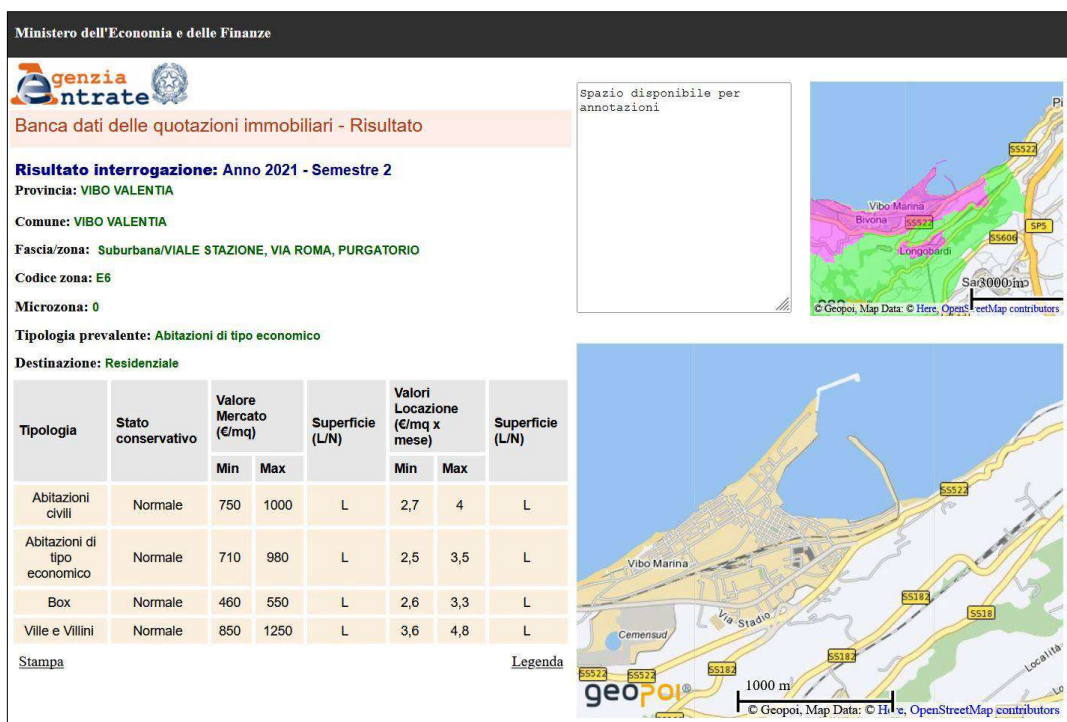 Ministero dell'Economia e delle Finanze
Agenzia
Entrate
Banca dati delle quotazioni immobiliari - Risultato
Risultato interrogazione: Anno 2021 - Semestre 2
Provincia: VIBO VALENTIA
Comune: VIBO VALENTIA
Fascia/zona: Suburbana/VIALE STAZIONE, VIA ROMA, PURGATORIO
Codice zona: E6
Microzona: 0
Tipologia prevalente: Abitazioni di tipo economico
Destinazione: Residenziale
Tipologia Stato conservativo Valore Mercato (€/mq) Superficie (L/N) Valori Locazione (€/mq x mese) Superficie (L/N)
Min Max Min Max
Abitazioni civili Normale 750 1000 L 2,7 4 L
Abitazioni di tipo economico Normale 710 980 L 2,5 3,5 L
Box Normale 460 550 L 2,6 3,3 L
Ville e Villini Normale 850 1250 L 3,6 4,8 L
Stampa Legenda
Spazio disponibile per
annotazioni
SS522
Vibo Marina
Bivona SS522
SP5
SS606
Longobardi
3000 m
© Geopoi, Map Data: © Here, OpenStreetMap contributors
SS522
Vibo Marina
SS182
SS18
Via-Stadio
Cemensud
SS182
Località
SS522 SS522 SS182
geopoi®
1000 m
© Geopoi, Map Data: © Here, OpenStreetMap contributors